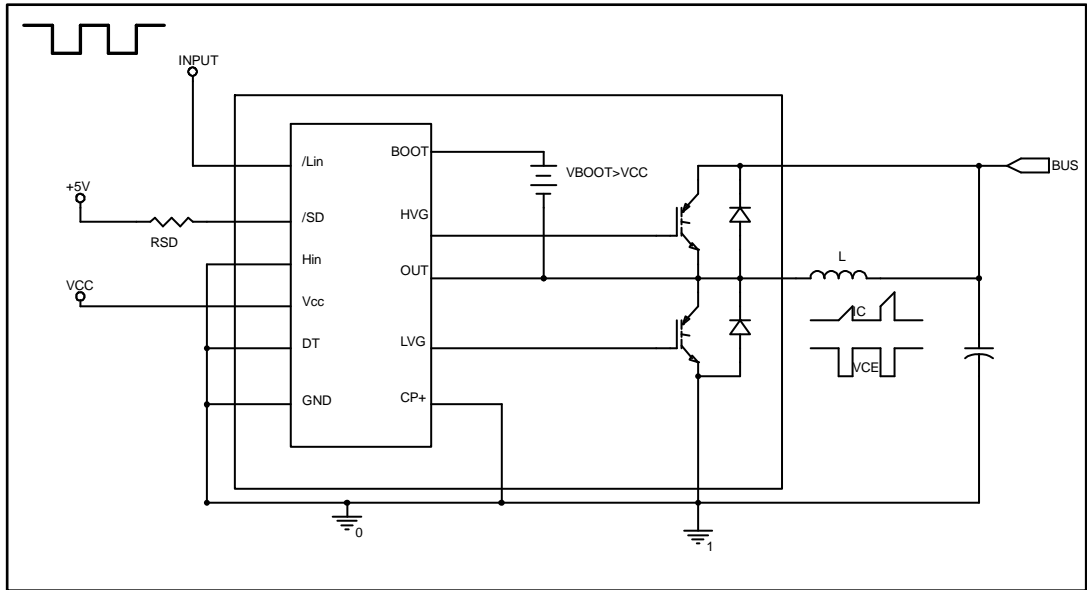 INPUT
/Lin
BOOT
VBOOT>VCC
BUS
+5V
/SD
HVG
RSD
Hin
OUT
L
VCC
Vcc
IC
DT
LVG
VCE
GND
CP+
0
1